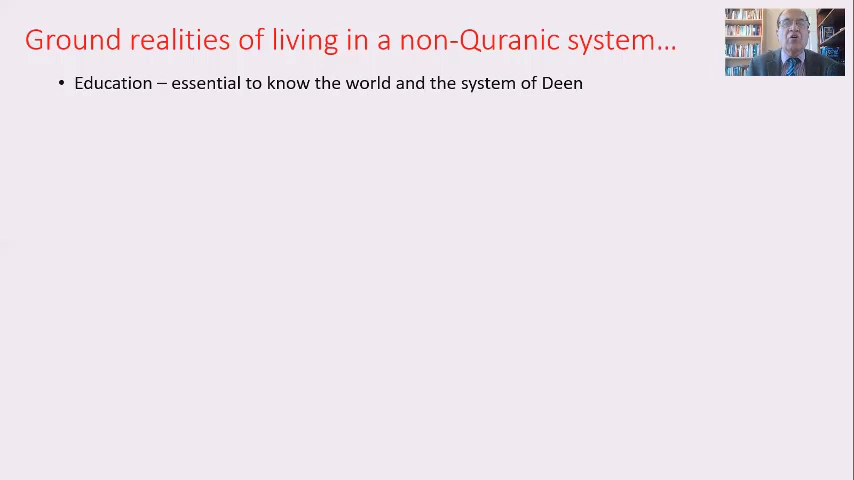 Ground realities of living in a non-Quranic system…
• Education – essential to know the world and the system of Deen